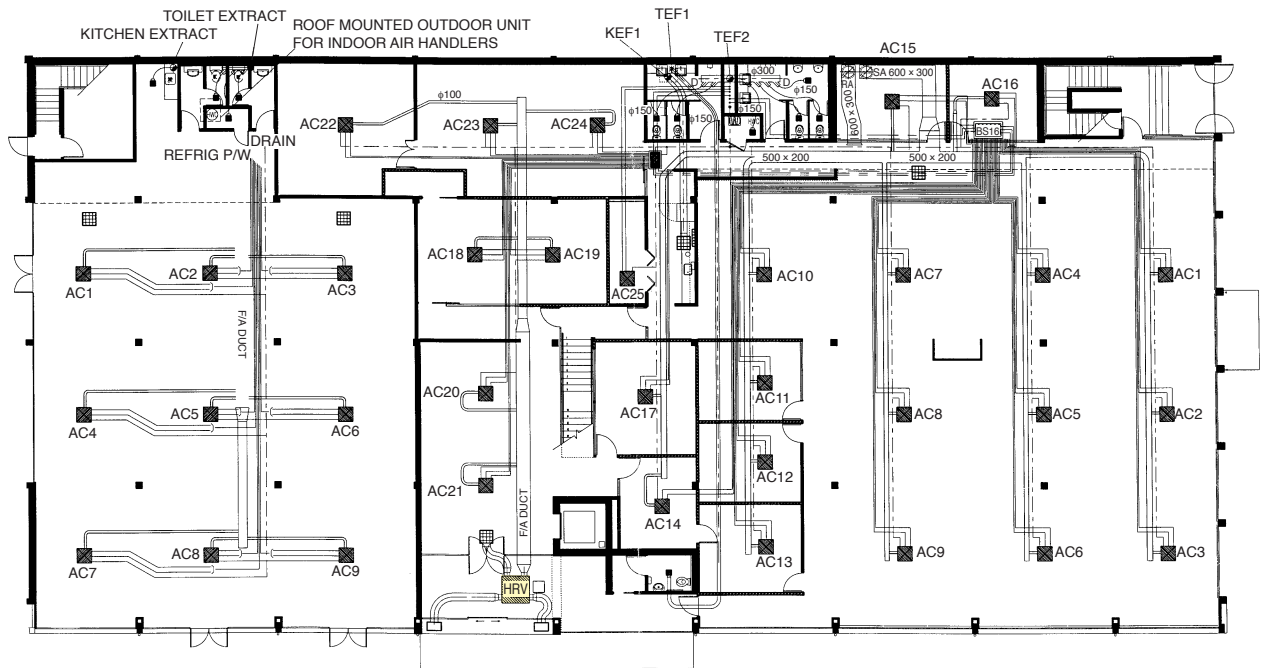 TOILET EXTRACT
KITCHEN EXTRACT
ROOF MOUNTED OUTDOOR UNIT
FOR INDOOR AIR HANDLERS
TEF1
KEF1
TEF2
AC15
φ300
SA 600 × 300
RA
600 × 300
AC16
φ100
φ150
D
D
AC22
AC23
AC24
φ150
φ150
BS16
DRAIN
REFRIG P/W
500 × 200
500 × 200
AC1
AC2
AC3
AC18
AC19
AC25
AC10
AC7
AC4
AC1
F/A DUCT
AC4
AC5
AC6
AC20
AC17
AC11
AC8
AC5
AC2
AC12
AC21
F/A DUCT
AC14
AC7
AC8
AC9
HRV
AC13
AC9
AC6
AC3